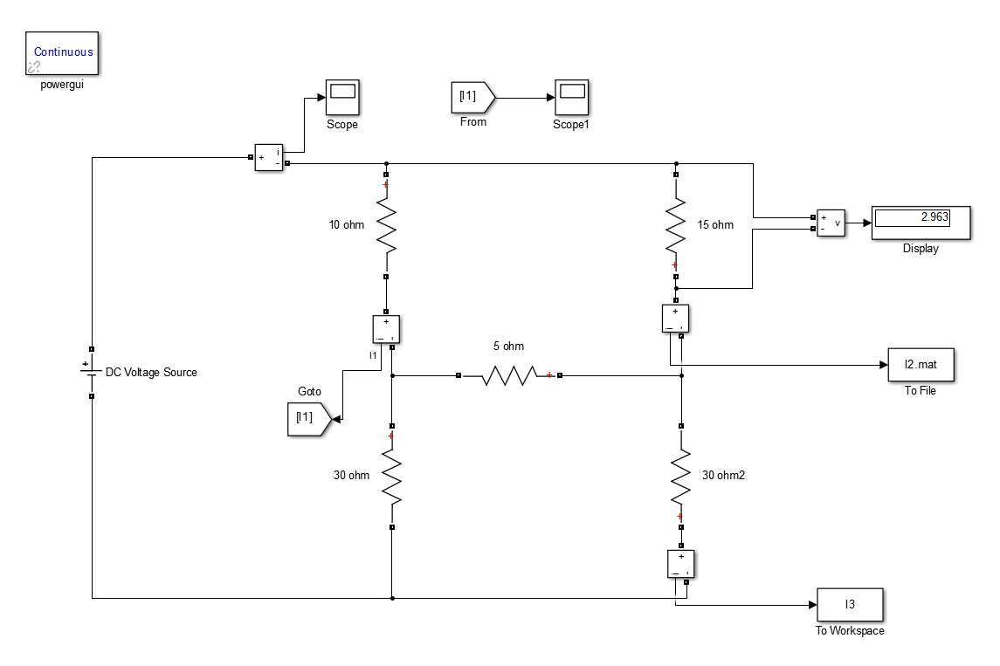 Continuous
powergui
Scope
[I1]
From
Scope1
+
i
-
10 ohm
15 ohm
+
-
v
2.963
Display
+
i
-
I1
+
i
-
5 ohm
+
DC Voltage Source
I2.mat
To File
Goto
[I1]
30 ohm
30 ohm2
+
i
-
I3
To Workspace